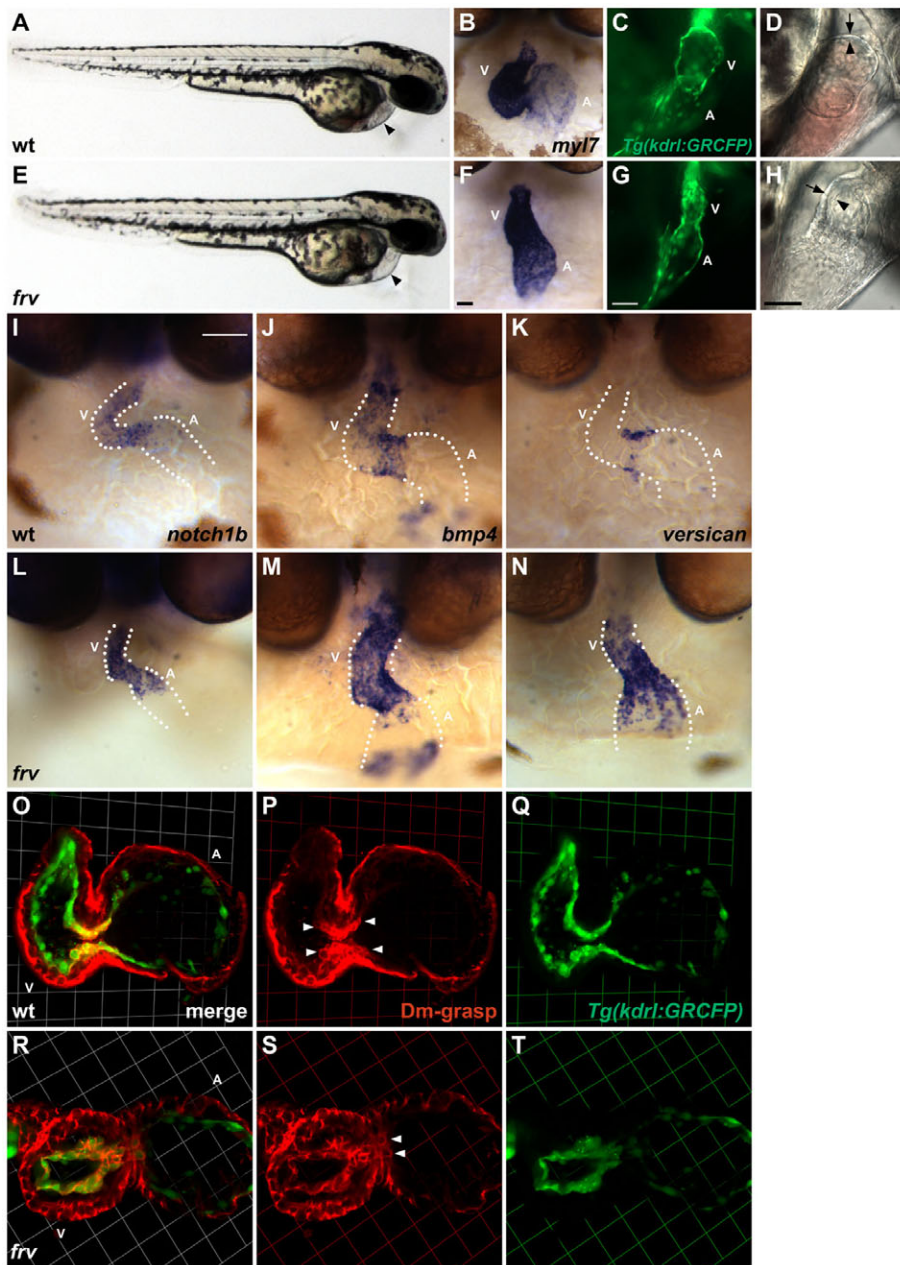 A
wt
B
V
A
myl7
C
V
A
Tg(kdrl:GRCFP)
D
E
frv
F
V
A
G
V
A
H
I
V
A
wt
notch1b
J
V
A
bmp4
K
V
A
versican
L
V
A
frv
M
V
A
N
V
A
O
A
V
wt
merge
P
Dm-grasp
Q
Tg(kdrl:GRCFP)
R
A
V
frv
S
T